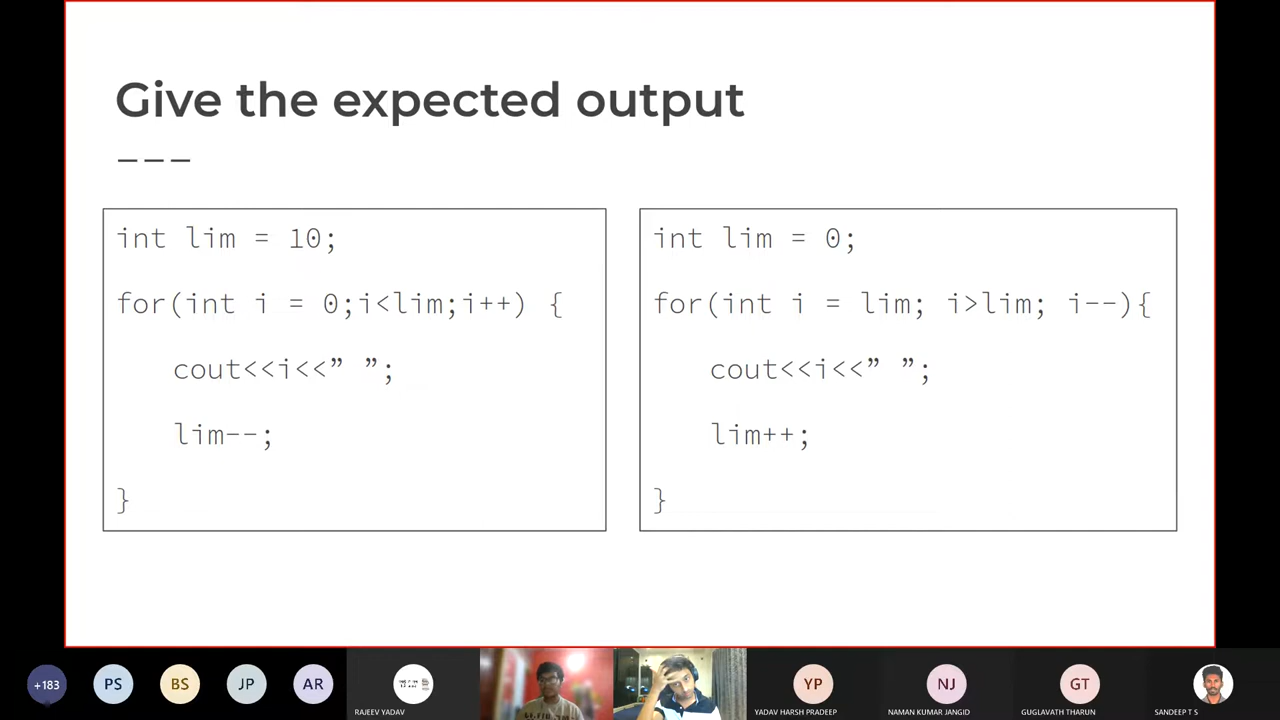 Give the expected output
---
int lim = 10;
for(int i = 0;i<lim;i++) {
cout<<i<<” ”;
lim--;
}
int lim = 0;
for(int i = lim; i>lim; i--){
cout<<i<<” ”;
lim++;
}
+183
PS
BS
JP
AR
RAJEEV YADAV
YP
YADAV HARSH PRADEEP
NJ
NAMAN KUMAR JANGID
GT
GUGLAVATH THARUN
SANDEEP T S